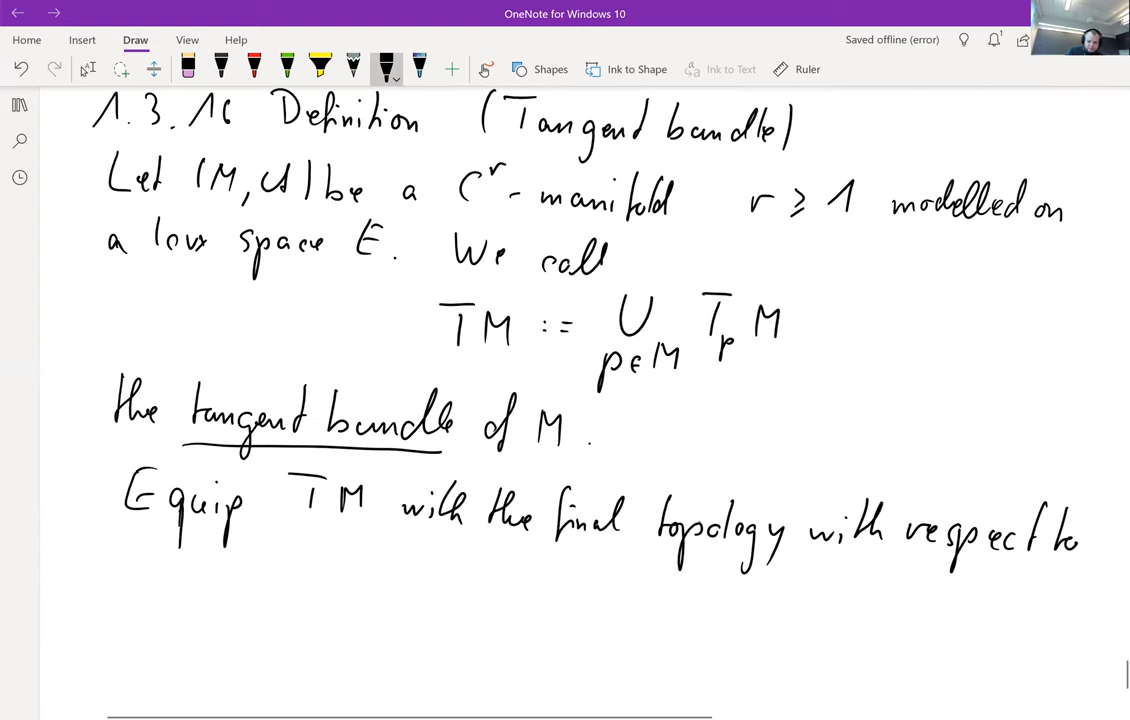 OneNote for Windows 10
Home Insert Draw View Help Saved offline (error) 1
Shapes Ink to Shape Ink to Text Ruler
1.3.16 Definition (Tangent bundle)
Let (M, A) be a C^r-manifold r ≥ 1 modelled on
a lcvx space E. We call
TM := ∪_{p∈M} T_p M
the tangent bundle of M.
Equip TM with the final topology with respect to